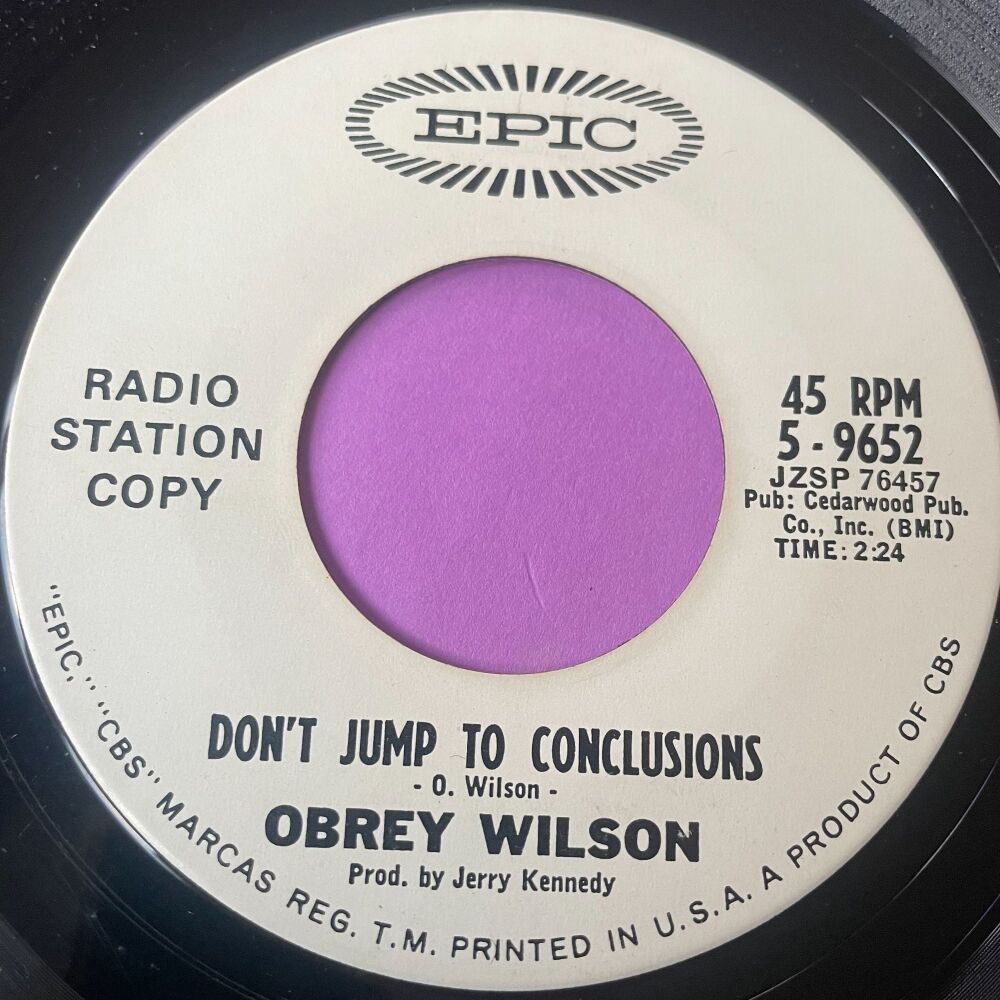 EPIC
RADIO
STATION
COPY
45 RPM
5-9652
JZSP 76457
Pub: Cedarwood Pub.
Co., Inc. (BMI)
TIME: 2:24
DON'T JUMP TO CONCLUSIONS
- O. Wilson -
OBREY WILSON
Prod. by Jerry Kennedy
"EPIC," "CBS" MARCAS REG. T.M. PRINTED IN U.S.A. A PRODUCT OF CBS